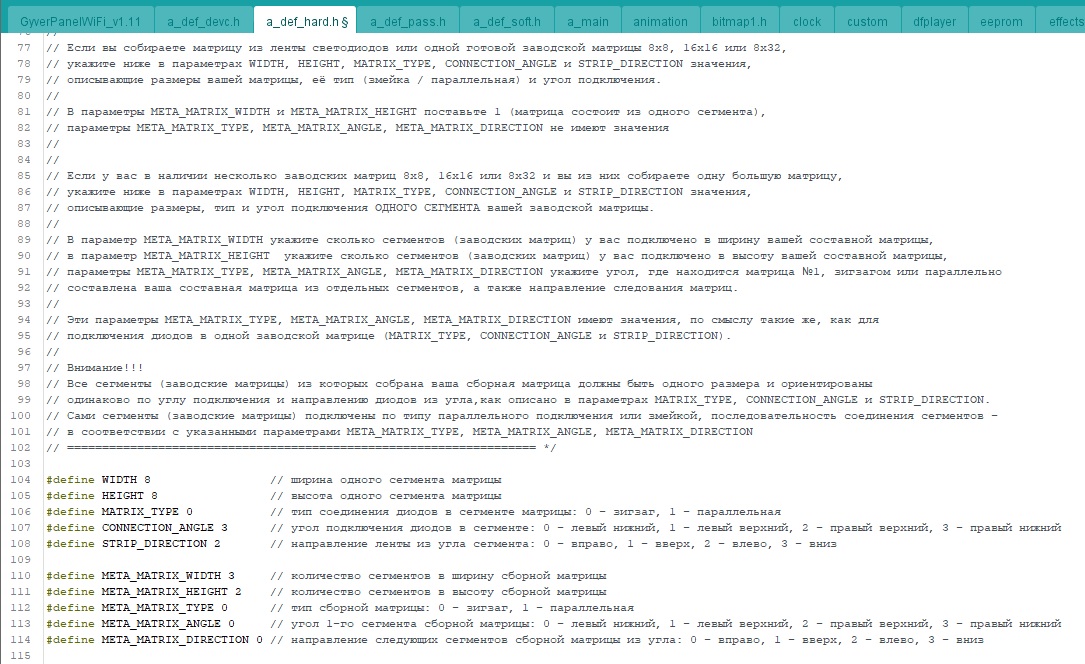 GyverPanelWiFi_v1.11 a_def_devc.h a_def_hard.h § a_def_pass.h a_def_soft.h a_main animation bitmap1.h clock custom dfplayer eeprom effects
77 // Если вы собираете матрицу из ленты светодиодов или одной готовой заводской матрицы 8x8, 16x16 или 8x32,
78 // укажите ниже в параметрах WIDTH, HEIGHT, MATRIX_TYPE, CONNECTION_ANGLE и STRIP_DIRECTION значения,
79 // описывающие размеры вашей матрицы, её тип (змейка / параллельная) и угол подключения.
80 //
81 // В параметры META_MATRIX_WIDTH и META_MATRIX_HEIGHT поставьте 1 (матрица состоит из одного сегмента),
82 // параметры META_MATRIX_TYPE, META_MATRIX_ANGLE, META_MATRIX_DIRECTION не имеют значения
83 //
84 //
85 // Если у вас в наличии несколько заводских матриц 8x8, 16x16 или 8x32 и вы из них собираете одну большую матрицу,
86 // укажите ниже в параметрах WIDTH, HEIGHT, MATRIX_TYPE, CONNECTION_ANGLE и STRIP_DIRECTION значения,
87 // описывающие размеры, тип и угол подключения ОДНОГО СЕГМЕНТА вашей заводской матрицы.
88 //
89 // В параметр META_MATRIX_WIDTH укажите сколько сегментов (заводских матриц) у вас подключено в ширину вашей составной матрицы,
90 // в параметр META_MATRIX_HEIGHT  укажите сколько сегментов (заводских матриц) у вас подключено в высоту вашей составной матрицы,
91 // параметры META_MATRIX_TYPE, META_MATRIX_ANGLE, META_MATRIX_DIRECTION укажите угол, где находится матрица №1, зигзагом или параллельно
92 // составлена ваша составная матрица из отдельных сегментов, а также направление следования матриц.
93 //
94 // Эти параметры META_MATRIX_TYPE, META_MATRIX_ANGLE, META_MATRIX_DIRECTION имеют значения, по смыслу такие же, как для
95 // подключения диодов в одной заводской матрице (MATRIX_TYPE, CONNECTION_ANGLE и STRIP_DIRECTION).
96 //
97 // Внимание!!!
98 // Все сегменты (заводские матрицы) из которых собрана ваша сборная матрица должны быть одного размера и ориентированы
99 // одинаково по углу подключения и направлению диодов из угла,как описано в параметрах MATRIX_TYPE, CONNECTION_ANGLE и STRIP_DIRECTION.
100 // Сами сегменты (заводские матрицы) подключены по типу параллельного подключения или змейкой, последовательность соединения сегментов -
101 // в соответствии с указанными параметрами META_MATRIX_TYPE, META_MATRIX_ANGLE, META_MATRIX_DIRECTION
102 // =================================================================== */
103
104 #define WIDTH 8 // ширина одного сегмента матрицы
105 #define HEIGHT 8 // высота одного сегмента матрицы
106 #define MATRIX_TYPE 0 // тип соединения диодов в сегменте матрицы: 0 - зигзаг, 1 - параллельная
107 #define CONNECTION_ANGLE 3 // угол подключения диодов в сегменте: 0 - левый нижний, 1 - левый верхний, 2 - правый верхний, 3 - правый нижний
108 #define STRIP_DIRECTION 2 // направление ленты из угла сегмента: 0 - вправо, 1 - вверх, 2 - влево, 3 - вниз
109
110 #define META_MATRIX_WIDTH 3 // количество сегментов в ширину сборной матрицы
111 #define META_MATRIX_HEIGHT 2 // количество сегментов в высоту сборной матрицы
112 #define META_MATRIX_TYPE 0 // тип сборной матрицы: 0 - зигзаг, 1 - параллельная
113 #define META_MATRIX_ANGLE 0 // угол 1-го сегмента сборной матрицы: 0 - левый нижний, 1 - левый верхний, 2 - правый верхний, 3 - правый нижний
114 #define META_MATRIX_DIRECTION 0 // направление следующих сегментов сборной матрицы из угла: 0 - вправо, 1 - вверх, 2 - влево, 3 - вниз
115